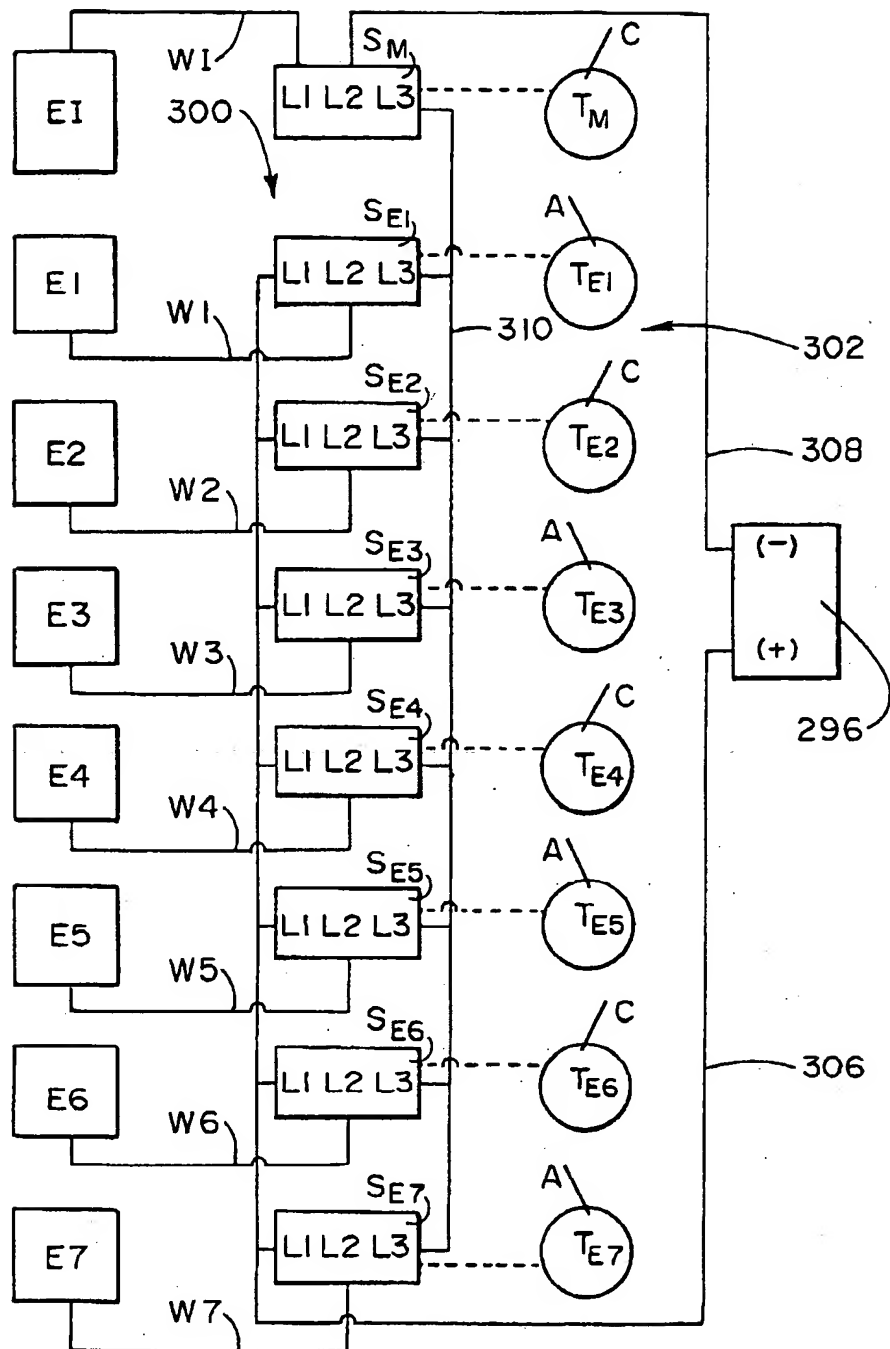 C
WI
SM
EI
L1 L2 L3
TM
300
A
SE1
E1
L1 L2 L3
TE1
W1
310
302
C
SE2
E2
L1 L2 L3
TE2
308
W2
A
SE3
(-)
E3
L1 L2 L3
TE3
W3
(+)
C
SE4
296
E4
L1 L2 L3
TE4
W4
A
SE5
E5
L1 L2 L3
TE5
W5
C
SE6
306
E6
L1 L2 L3
TE6
W6
A
SE7
E7
L1 L2 L3
TE7
W7